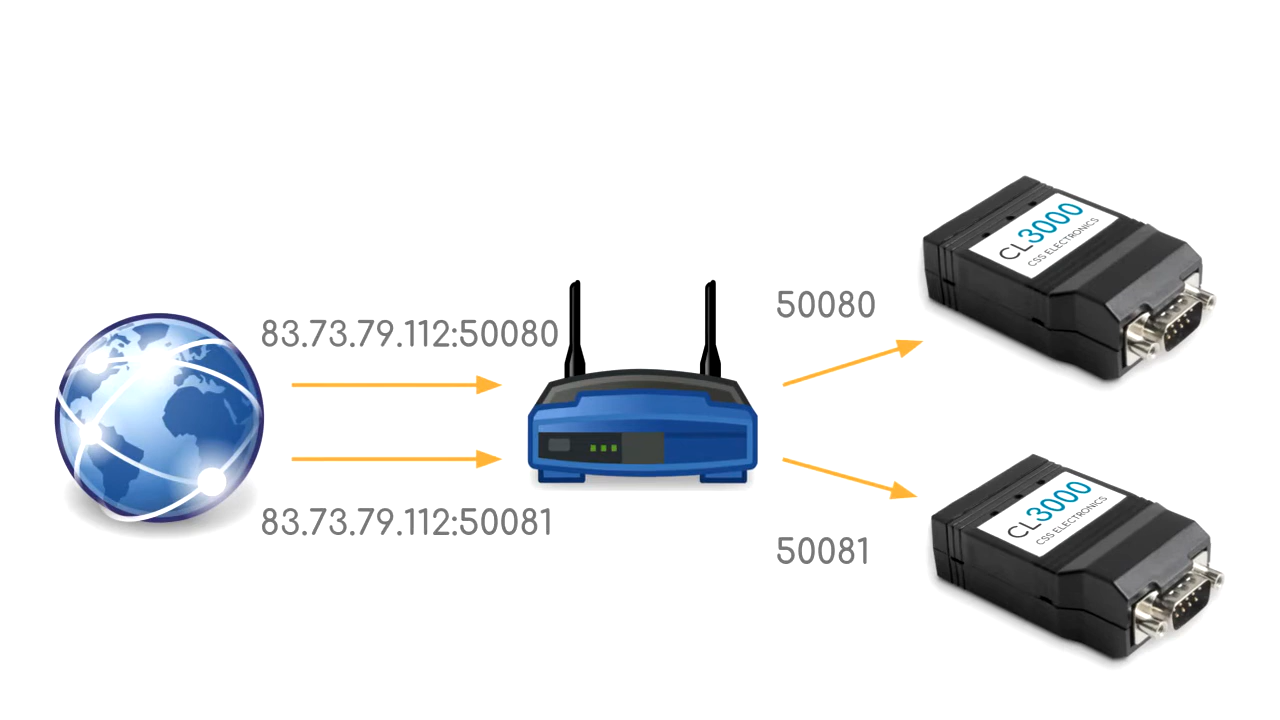 83.73.79.112:50080
83.73.79.112:50081
50080
50081
CL3000
CSS ELECTRONICS
CL3000
CSS ELECTRONICS